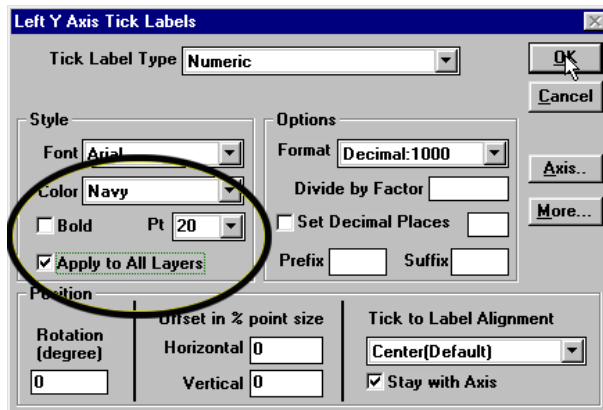 Left Y Axis Tick Labels
Tick Label Type Numeric
OK
Cancel
Style
Options
Font Arial
Format Decimal:1000
Axis..
Color Navy
Divide by Factor
More...
Bold Pt 20
Set Decimal Places
Apply to All Layers
Prefix Suffix
Position
Offset in % point size
Tick to Label Alignment
Rotation
(degree)
Horizontal 0
Center(Default)
0
Vertical 0
Stay with Axis